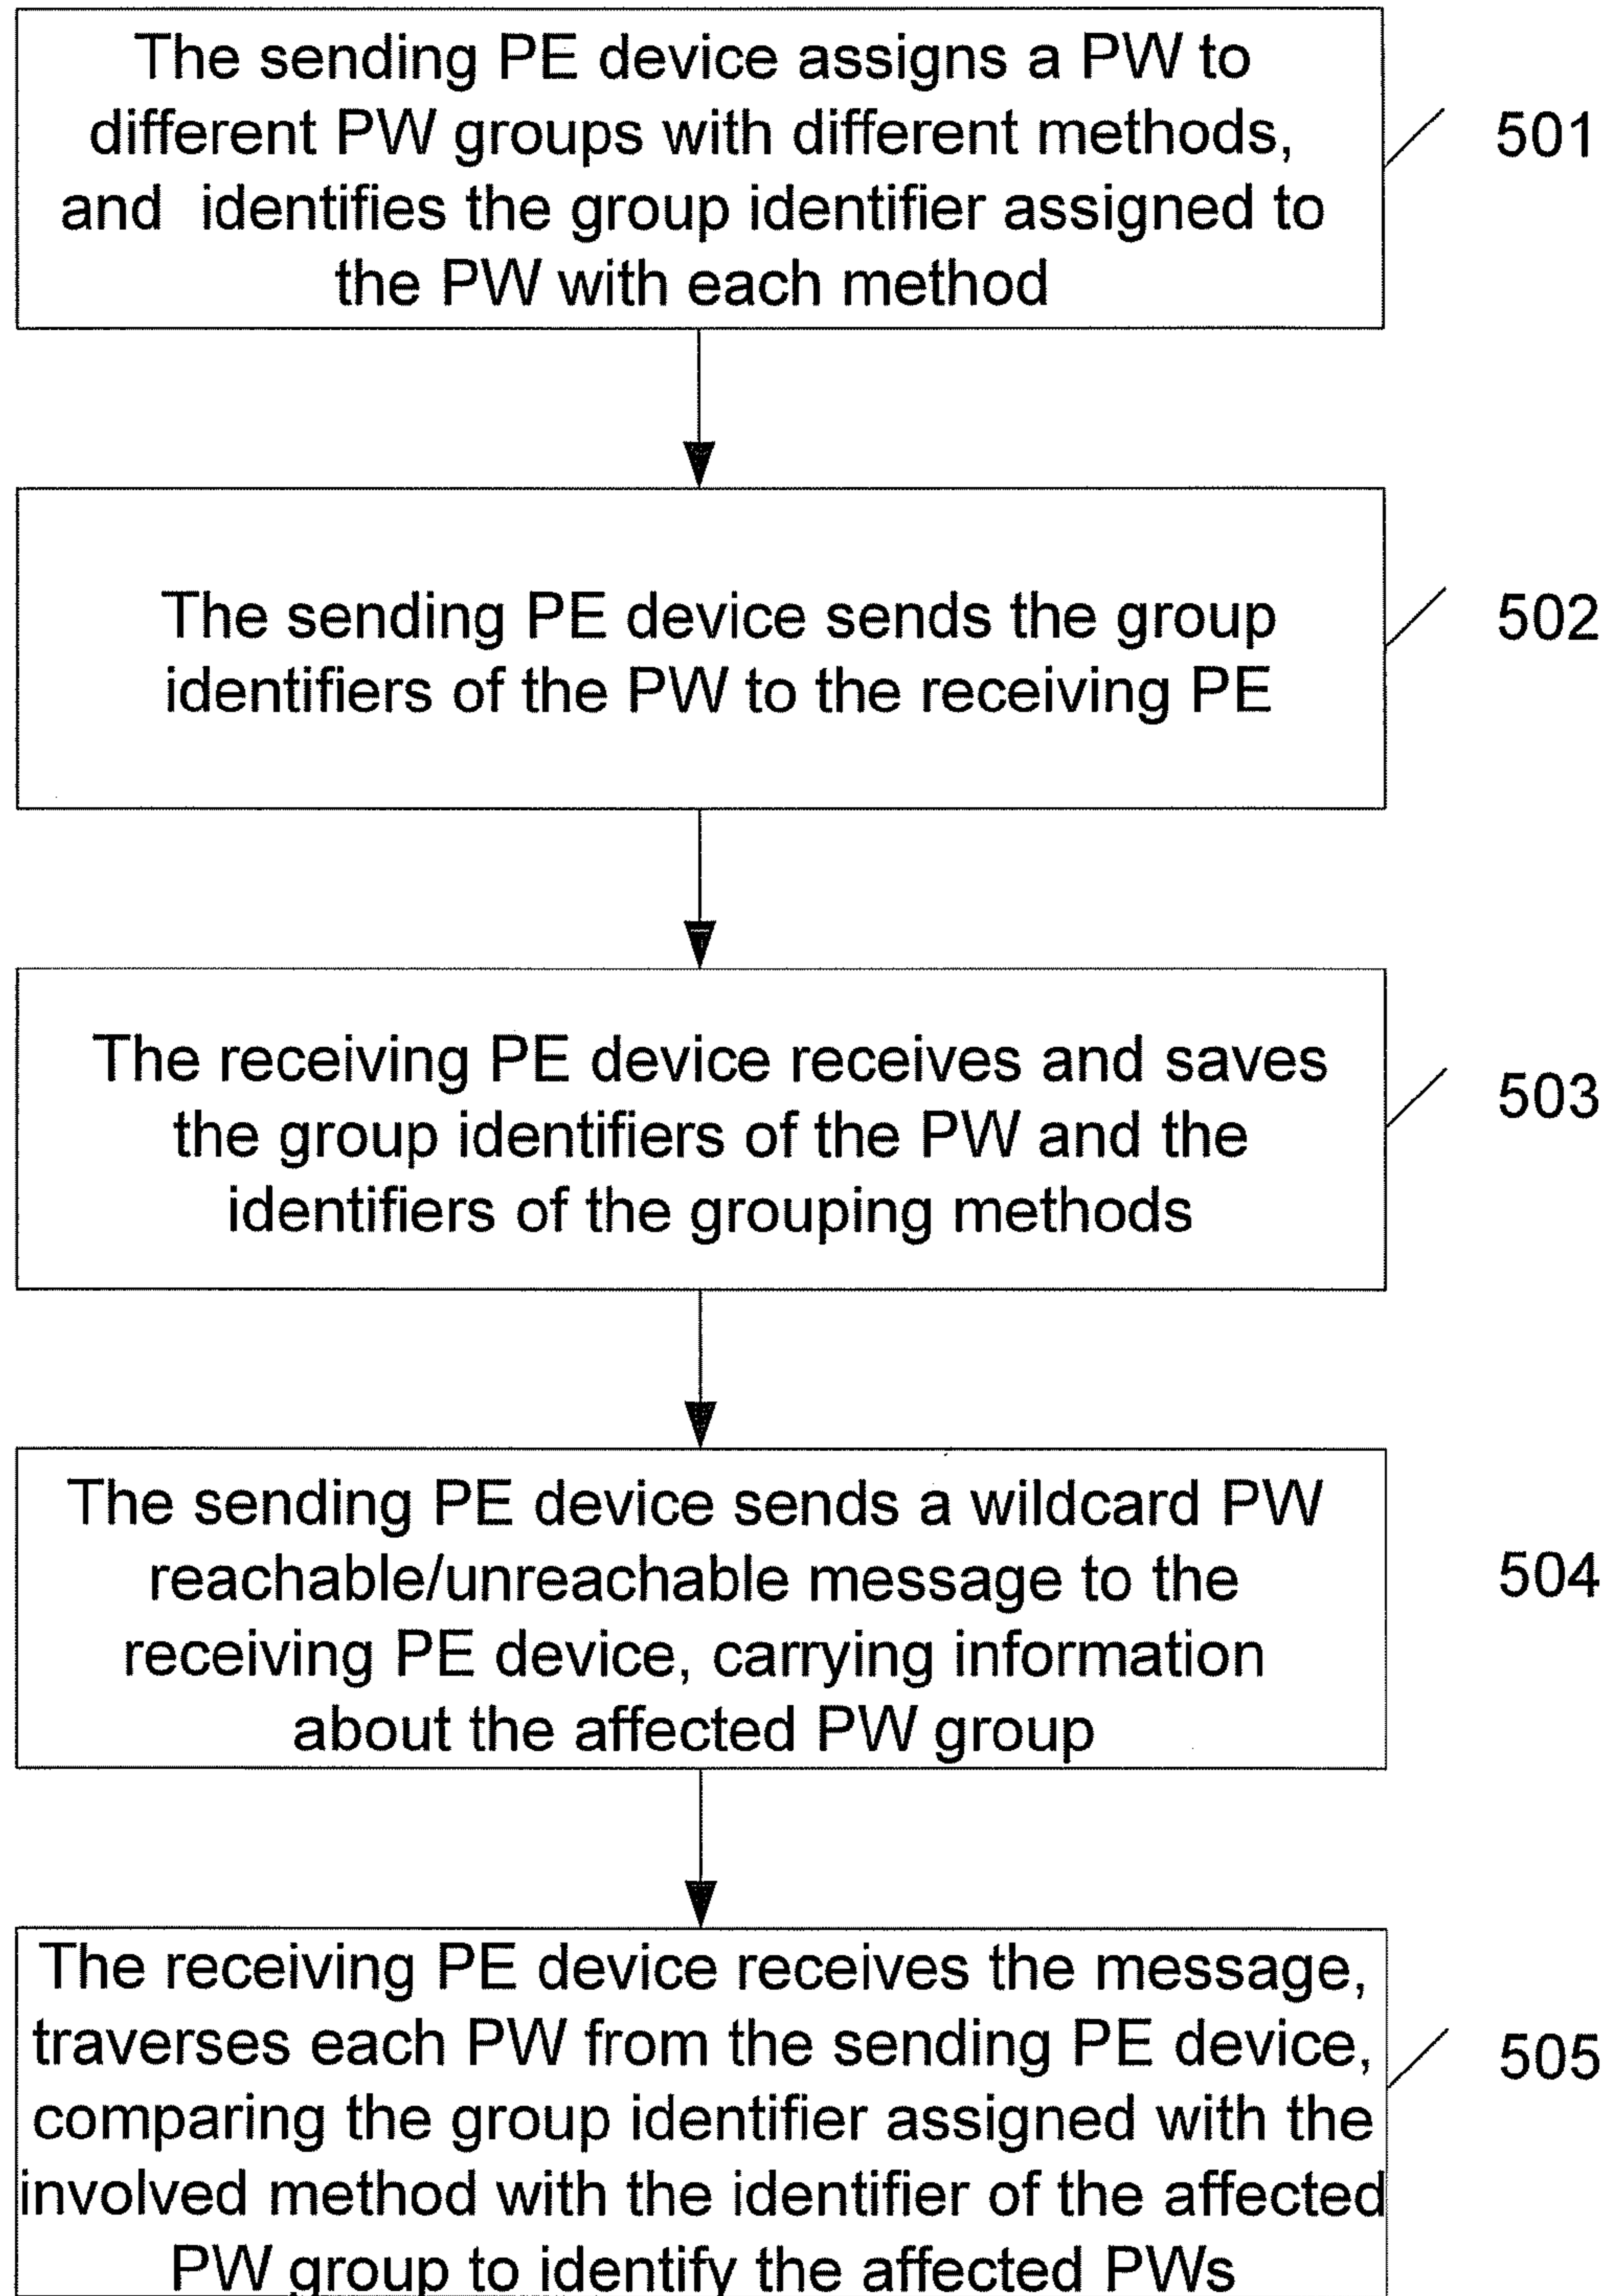 The sending PE device assigns a PW to
different PW groups with different methods,
and identifies the group identifier assigned to
the PW with each method
501
The sending PE device sends the group
identifiers of the PW to the receiving PE
502
The receiving PE device receives and saves
the group identifiers of the PW and the
identifiers of the grouping methods
503
The sending PE device sends a wildcard PW
reachable/unreachable message to the
receiving PE device, carrying information
about the affected PW group
504
The receiving PE device receives the message,
traverses each PW from the sending PE device,
comparing the group identifier assigned with the
involved method with the identifier of the affected
PW group to identify the affected PWs
505